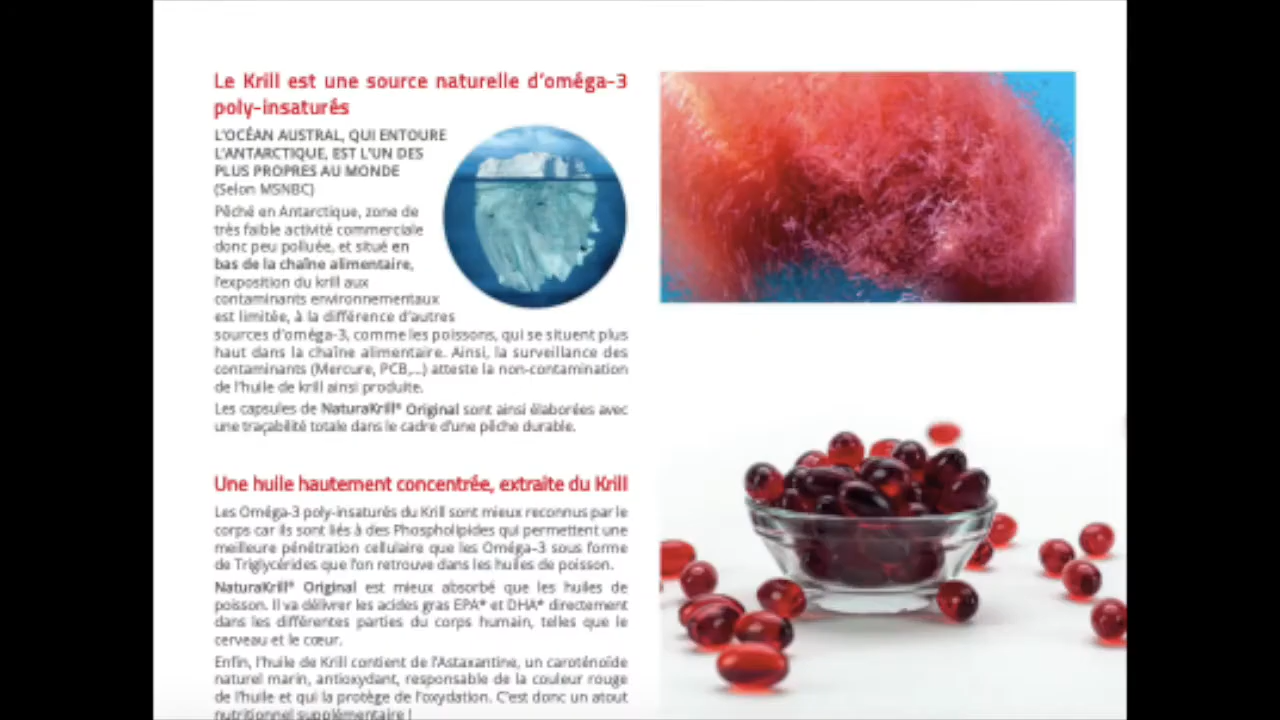 Le Krill est une source naturelle d'oméga-3
poly-insaturés
L'OCÉAN AUSTRAL, QUI ENTOURE
L'ANTARCTIQUE, EST L'UN DES
PLUS PROPRES AU MONDE
(Selon MSNBC)
Pêché en Antarctique, zone de
très faible activité commerciale
donc peu polluée, et situé en
bas de la chaîne alimentaire,
l'exposition du krill aux
contaminants environnementaux
est limitée, à la différence d'autres
sources d'oméga-3, comme les poissons, qui se situent plus
haut dans la chaîne alimentaire. Ainsi, la surveillance des
contaminants (Mercure, PCB,...) atteste la non-contamination
de l'huile de krill ainsi produite.
Les capsules de NaturaKrill® Original sont ainsi élaborées avec
une traçabilité totale dans le cadre d'une pêche durable.
Une huile hautement concentrée, extraite du Krill
Les Oméga-3 poly-insaturés du Krill sont mieux reconnus par le
corps car ils sont liés à des Phospholipides qui permettent une
meilleure pénétration cellulaire que les Oméga-3 sous forme
de Triglycérides que l'on retrouve dans les huiles de poisson.
NaturaKrill® Original est mieux absorbé que les huiles de
poisson. Il va délivrer les acides gras EPA* et DHA* directement
dans les différentes parties du corps humain, telles que le
cerveau et le cœur.
Enfin, l'huile de Krill contient de l'Astaxantine, un caroténoïde
naturel marin, antioxydant, responsable de la couleur rouge
de l'huile et qui la protège de l'oxydation. C'est donc un atout
nutritionnel supplémentaire !